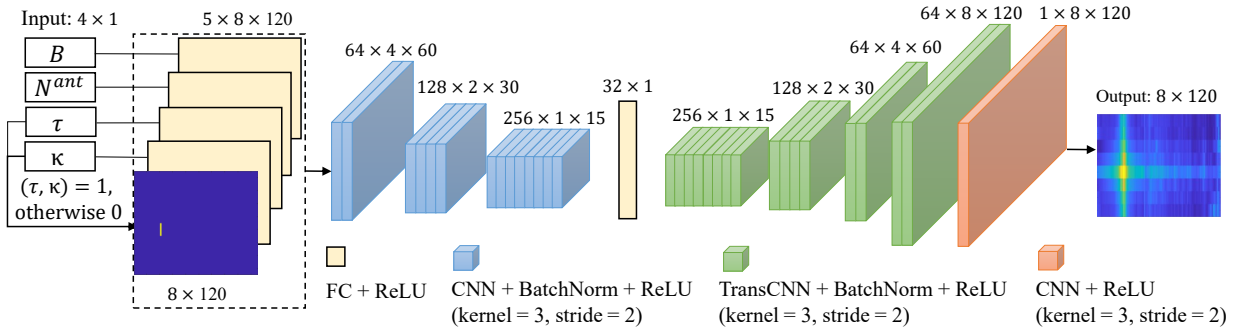 Input: 4 × 1
5 × 8 × 120
B
N^ant
τ
κ
(τ, κ) = 1,
otherwise 0
8 × 120
64 × 4 × 60
128 × 2 × 30
256 × 1 × 15
32 × 1
256 × 1 × 15
128 × 2 × 30
64 × 4 × 60
64 × 8 × 120
1 × 8 × 120
Output: 8 × 120
FC + ReLU
CNN + BatchNorm + ReLU
(kernel = 3, stride = 2)
TransCNN + BatchNorm + ReLU
(kernel = 3, stride = 2)
CNN + ReLU
(kernel = 3, stride = 2)